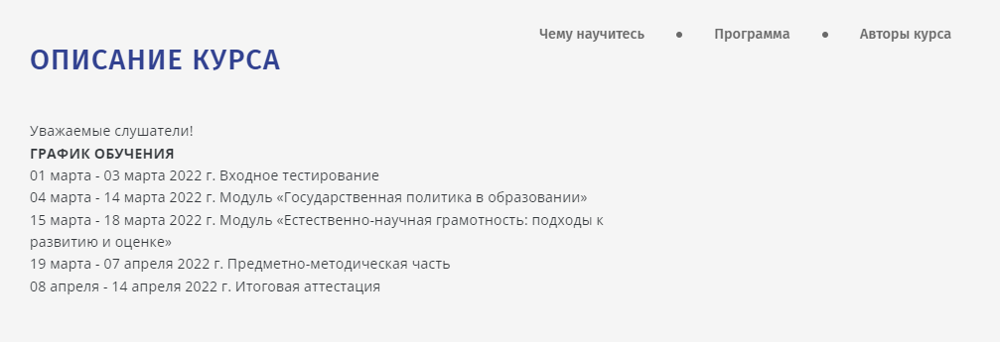 Чему научитесь ● Программа ● Авторы курса
ОПИСАНИЕ КУРСА
Уважаемые слушатели!
ГРАФИК ОБУЧЕНИЯ
01 марта - 03 марта 2022 г. Входное тестирование
04 марта - 14 марта 2022 г. Модуль «Государственная политика в образовании»
15 марта - 18 марта 2022 г. Модуль «Естественно-научная грамотность: подходы к
развитию и оценке»
19 марта - 07 апреля 2022 г. Предметно-методическая часть
08 апреля - 14 апреля 2022 г. Итоговая аттестация